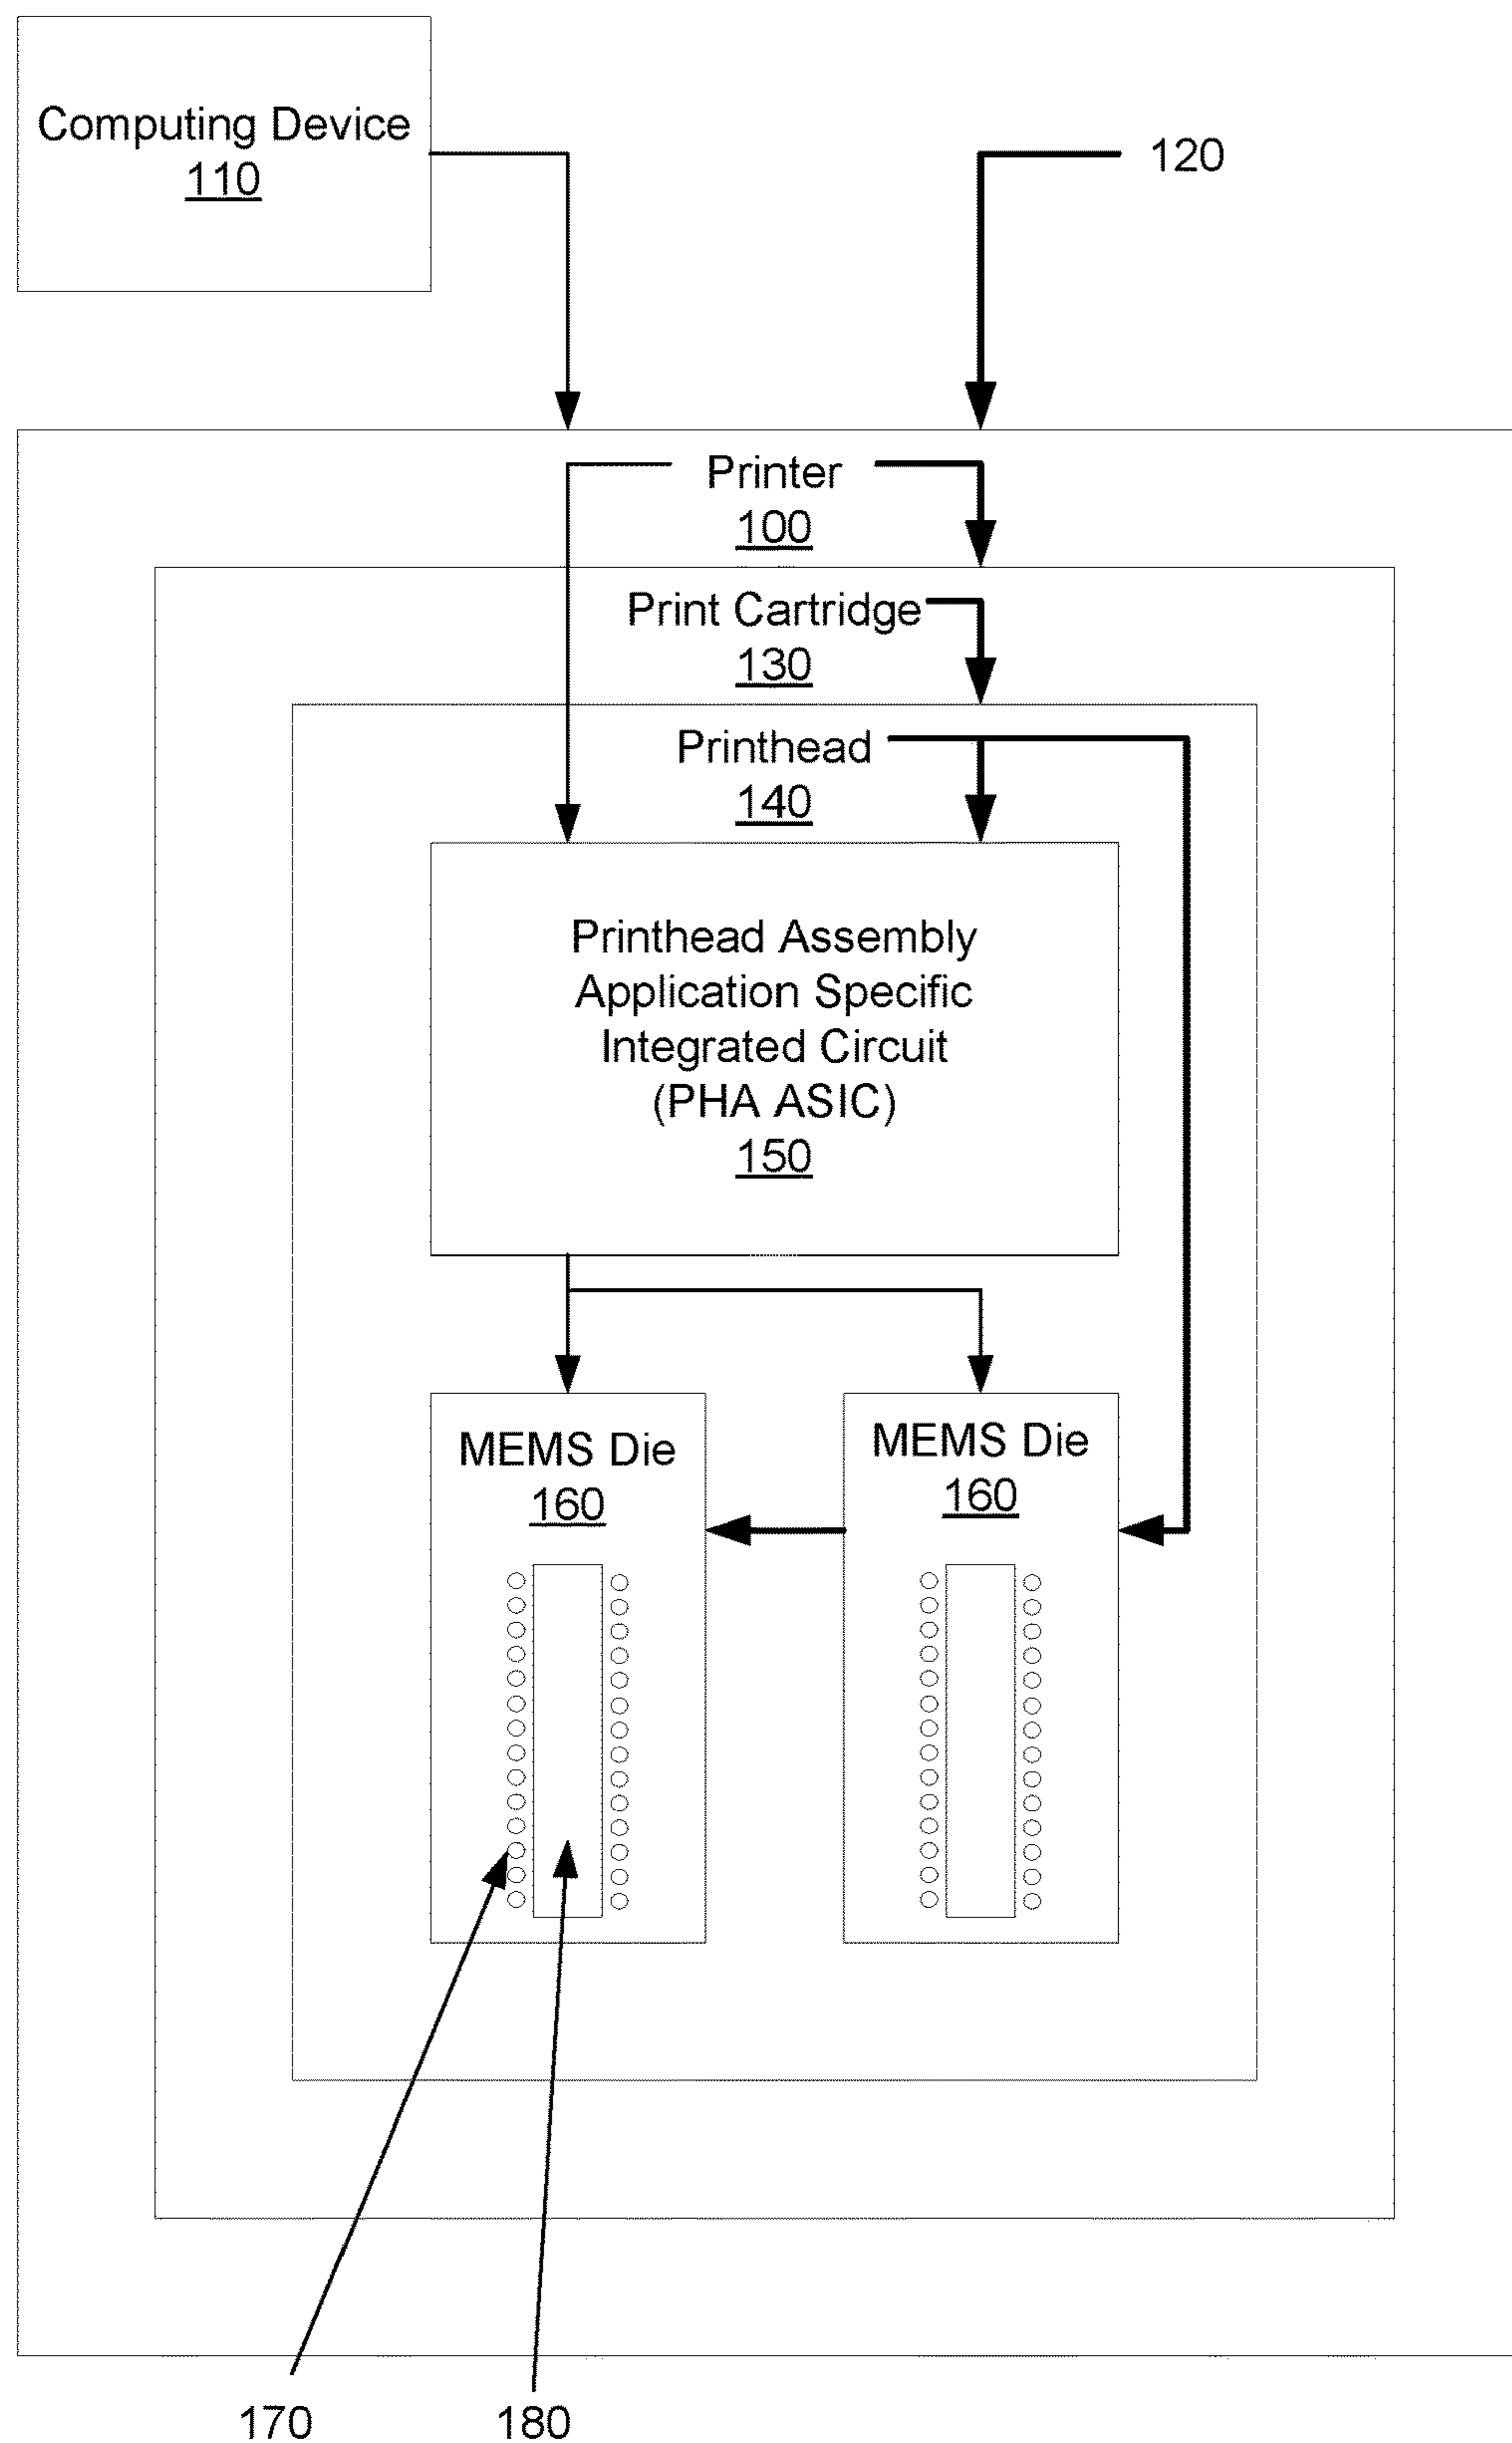 Computing Device
110
120
Printer
100
Print Cartridge
130
Printhead
140
Printhead Assembly
Application Specific
Integrated Circuit
(PHA ASIC)
150
MEMS Die
160
MEMS Die
160
170
180